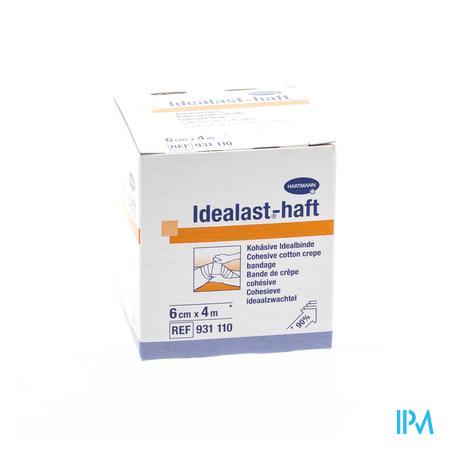 Idealast-haft
6 cm x 4 m
REF 931 110
HARTMANN
Idealast®-haft
Kohäsive Idealbinde
Cohesive cotton crepe
bandage
Bande de crêpe
cohésive
Cohesieve
ideaalzwachtel
6 cm x 4 m
REF 931 110
90%
IPM